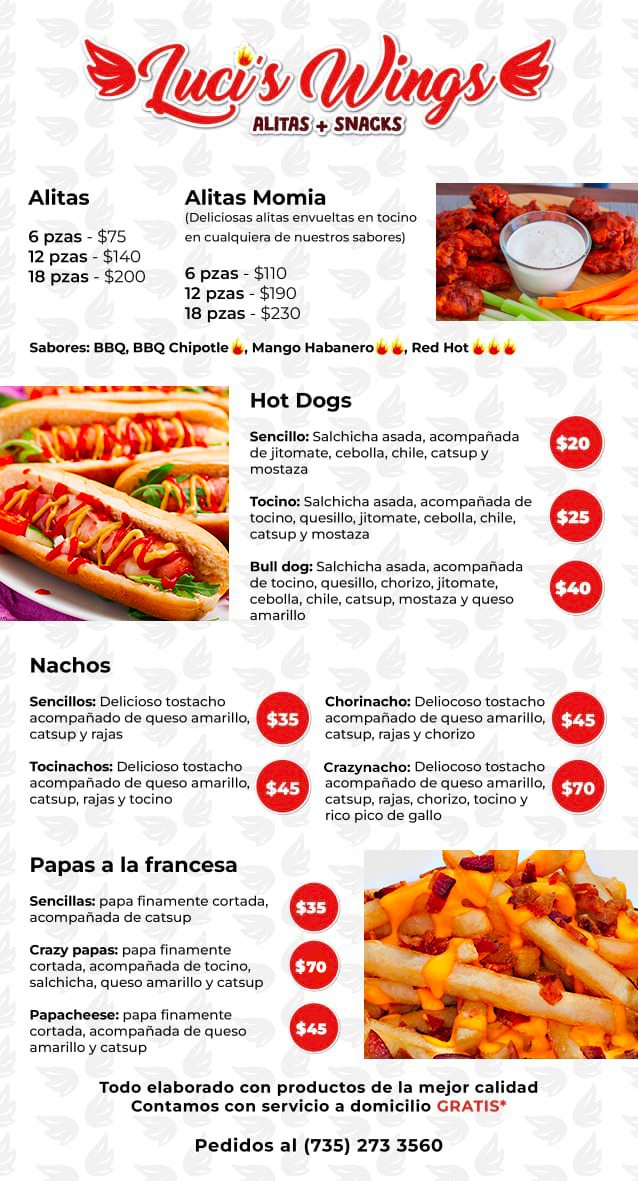 Luci's Wings
ALITAS + SNACKS
Alitas
6 pzas - $75
12 pzas - $140
18 pzas - $200
Alitas Momia
(Deliciosas alitas envueltas en tocino
en cualquiera de nuestros sabores)
6 pzas - $110
12 pzas - $190
18 pzas - $230
Sabores: BBQ, BBQ Chipotle🔥, Mango Habanero🔥🔥, Red Hot🔥🔥🔥
Hot Dogs
Sencillo: Salchicha asada, acompañada
de jitomate, cebolla, chile, catsup y
mostaza
$20
Tocino: Salchicha asada, acompañada de
tocino, quesillo, jitomate, cebolla, chile,
catsup y mostaza
$25
Bull dog: Salchicha asada, acompañada
de tocino, quesillo, chorizo, jitomate,
cebolla, chile, catsup, mostaza y queso
amarillo
$40
Nachos
Sencillos: Delicioso tostacho
acompañado de queso amarillo,
catsup y rajas
$35
Chorinacho: Deliocoso tostacho
acompañado de queso amarillo,
catsup, rajas y chorizo
$45
Tocinachos: Delicioso tostacho
acompañado de queso amarillo,
catsup, rajas y tocino
$45
Crazynacho: Deliocoso tostacho
acompañado de queso amarillo,
catsup, rajas, chorizo, tocino y
rico pico de gallo
$70
Papas a la francesa
Sencillas: papa finamente cortada,
acompañada de catsup
$35
Crazy papas: papa finamente
cortada, acompañada de tocino,
salchicha, queso amarillo y catsup
$70
Papacheese: papa finamente
cortada, acompañada de queso
amarillo y catsup
$45
Todo elaborado con productos de la mejor calidad
Contamos con servicio a domicilio GRATIS*
Pedidos al (735) 273 3560